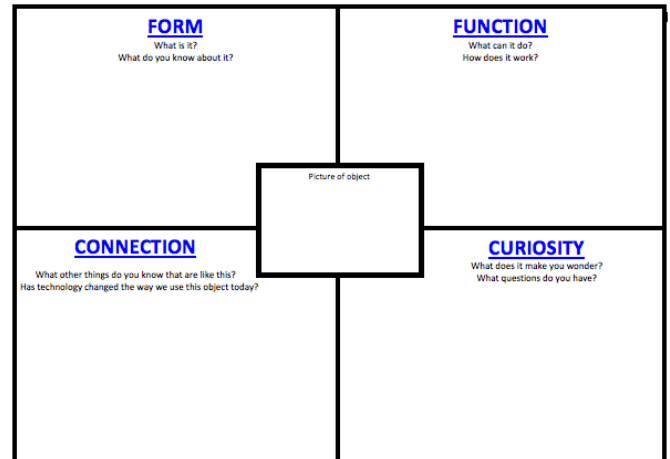 FORM
What is it?
What do you know about it?
FUNCTION
What can it do?
How does it work?
Picture of object
CONNECTION
What other things do you know that are like this?
Has technology changed the way we use this object today?
CURIOSITY
What does it make you wonder?
What questions do you have?